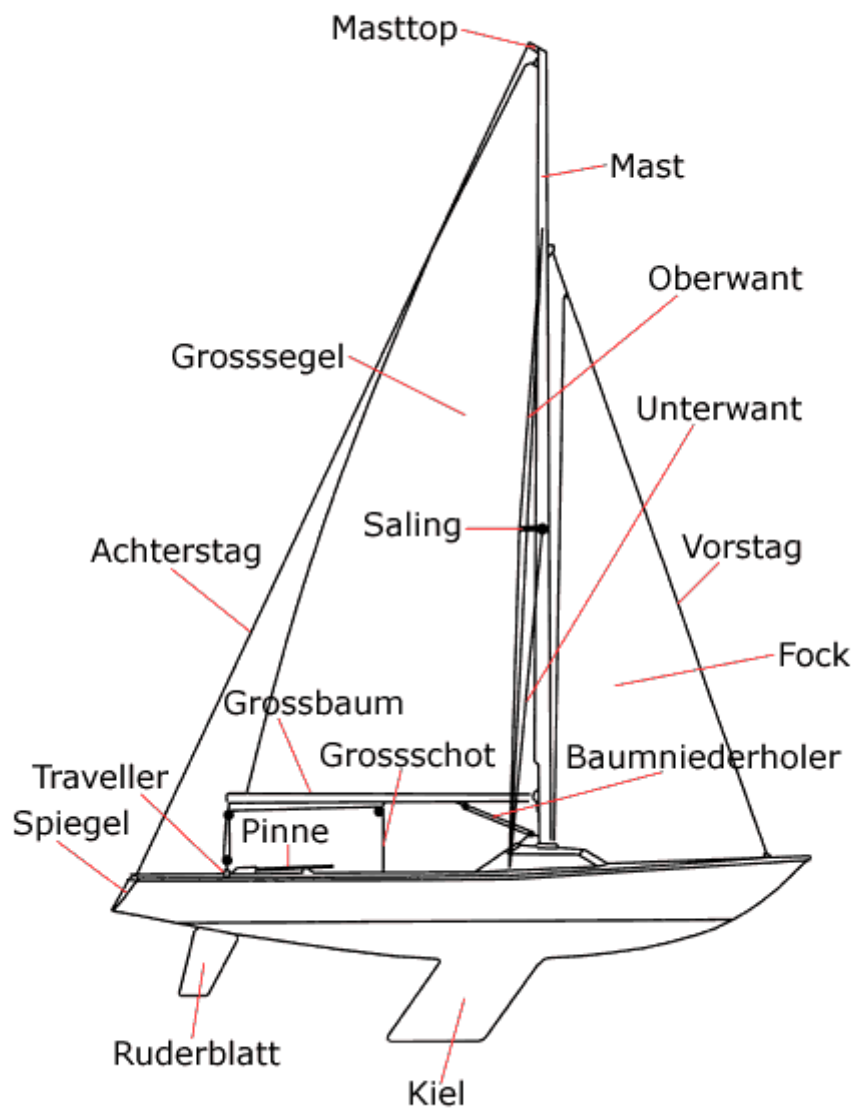 Masttop
Mast
Oberwant
Grosssegel
Unterwant
Saling
Achterstag
Vorstag
Fock
Grossbaum
Grossschot
Baumniederholer
Traveller
Spiegel
Pinne
Ruderblatt
Kiel